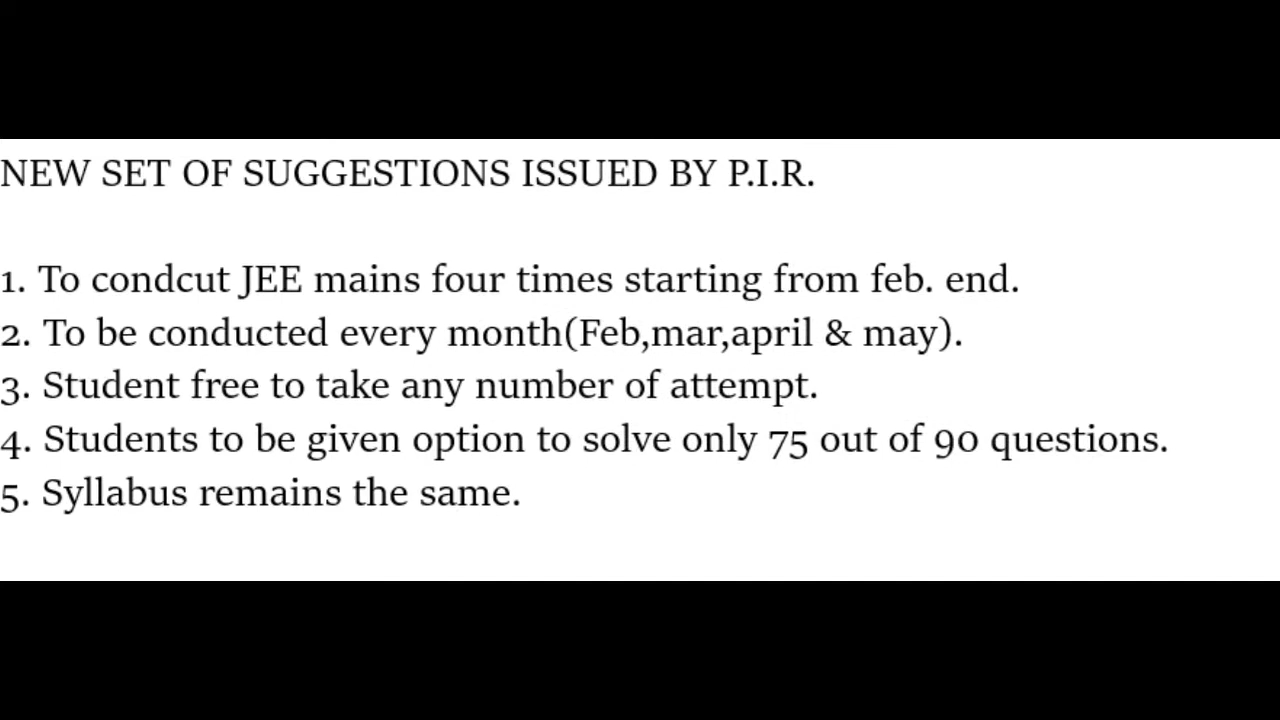 NEW SET OF SUGGESTIONS ISSUED BY P.I.R.
1. To condcut JEE mains four times starting from feb. end.
2. To be conducted every month(Feb,mar,april & may).
3. Student free to take any number of attempt.
4. Students to be given option to solve only 75 out of 90 questions.
5. Syllabus remains the same.